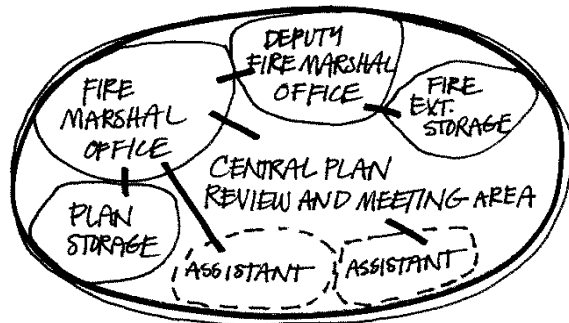 DEPUTY
FIRE MARSHAL
OFFICE
FIRE
MARSHAL
OFFICE
FIRE
EXT.
STORAGE
CENTRAL PLAN
REVIEW AND MEETING AREA
PLAN
STORAGE
ASSISTANT
ASSISTANT